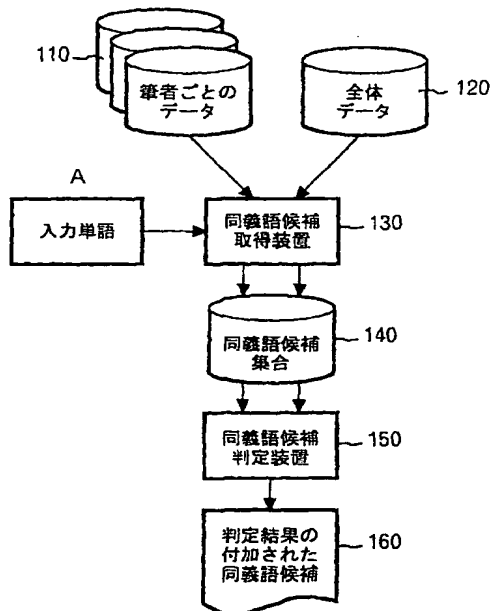 110
筆者ごとの
データ
全体
データ
120
A
入力単語
同義語候補
取得装置
130
同義語候補
集合
140
同義語候補
判定装置
150
判定結果の
付加された
同義語候補
160